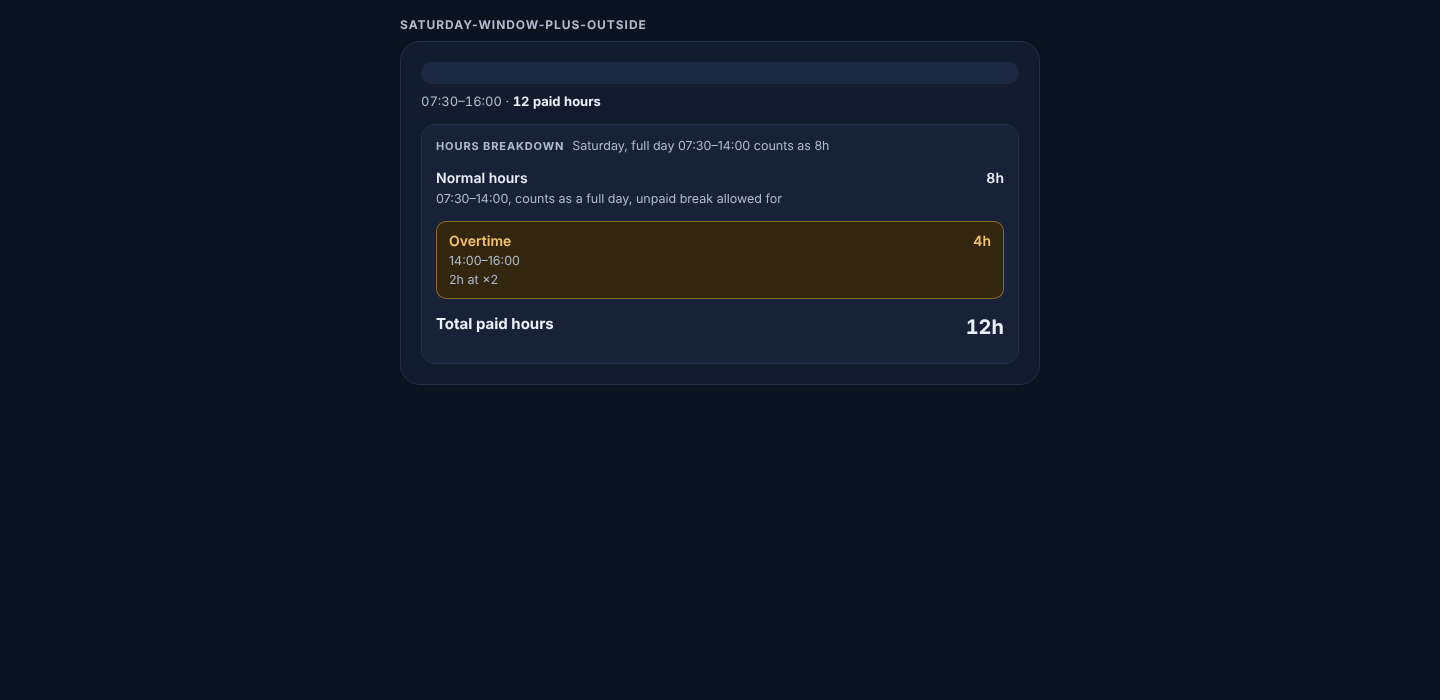 SATURDAY-WINDOW-PLUS-OUTSIDE
07:30–16:00 · 12 paid hours
HOURS BREAKDOWN Saturday, full day 07:30–14:00 counts as 8h
Normal hours 8h
07:30–14:00, counts as a full day, unpaid break allowed for
Overtime 4h
14:00–16:00
2h at ×2
Total paid hours 12h